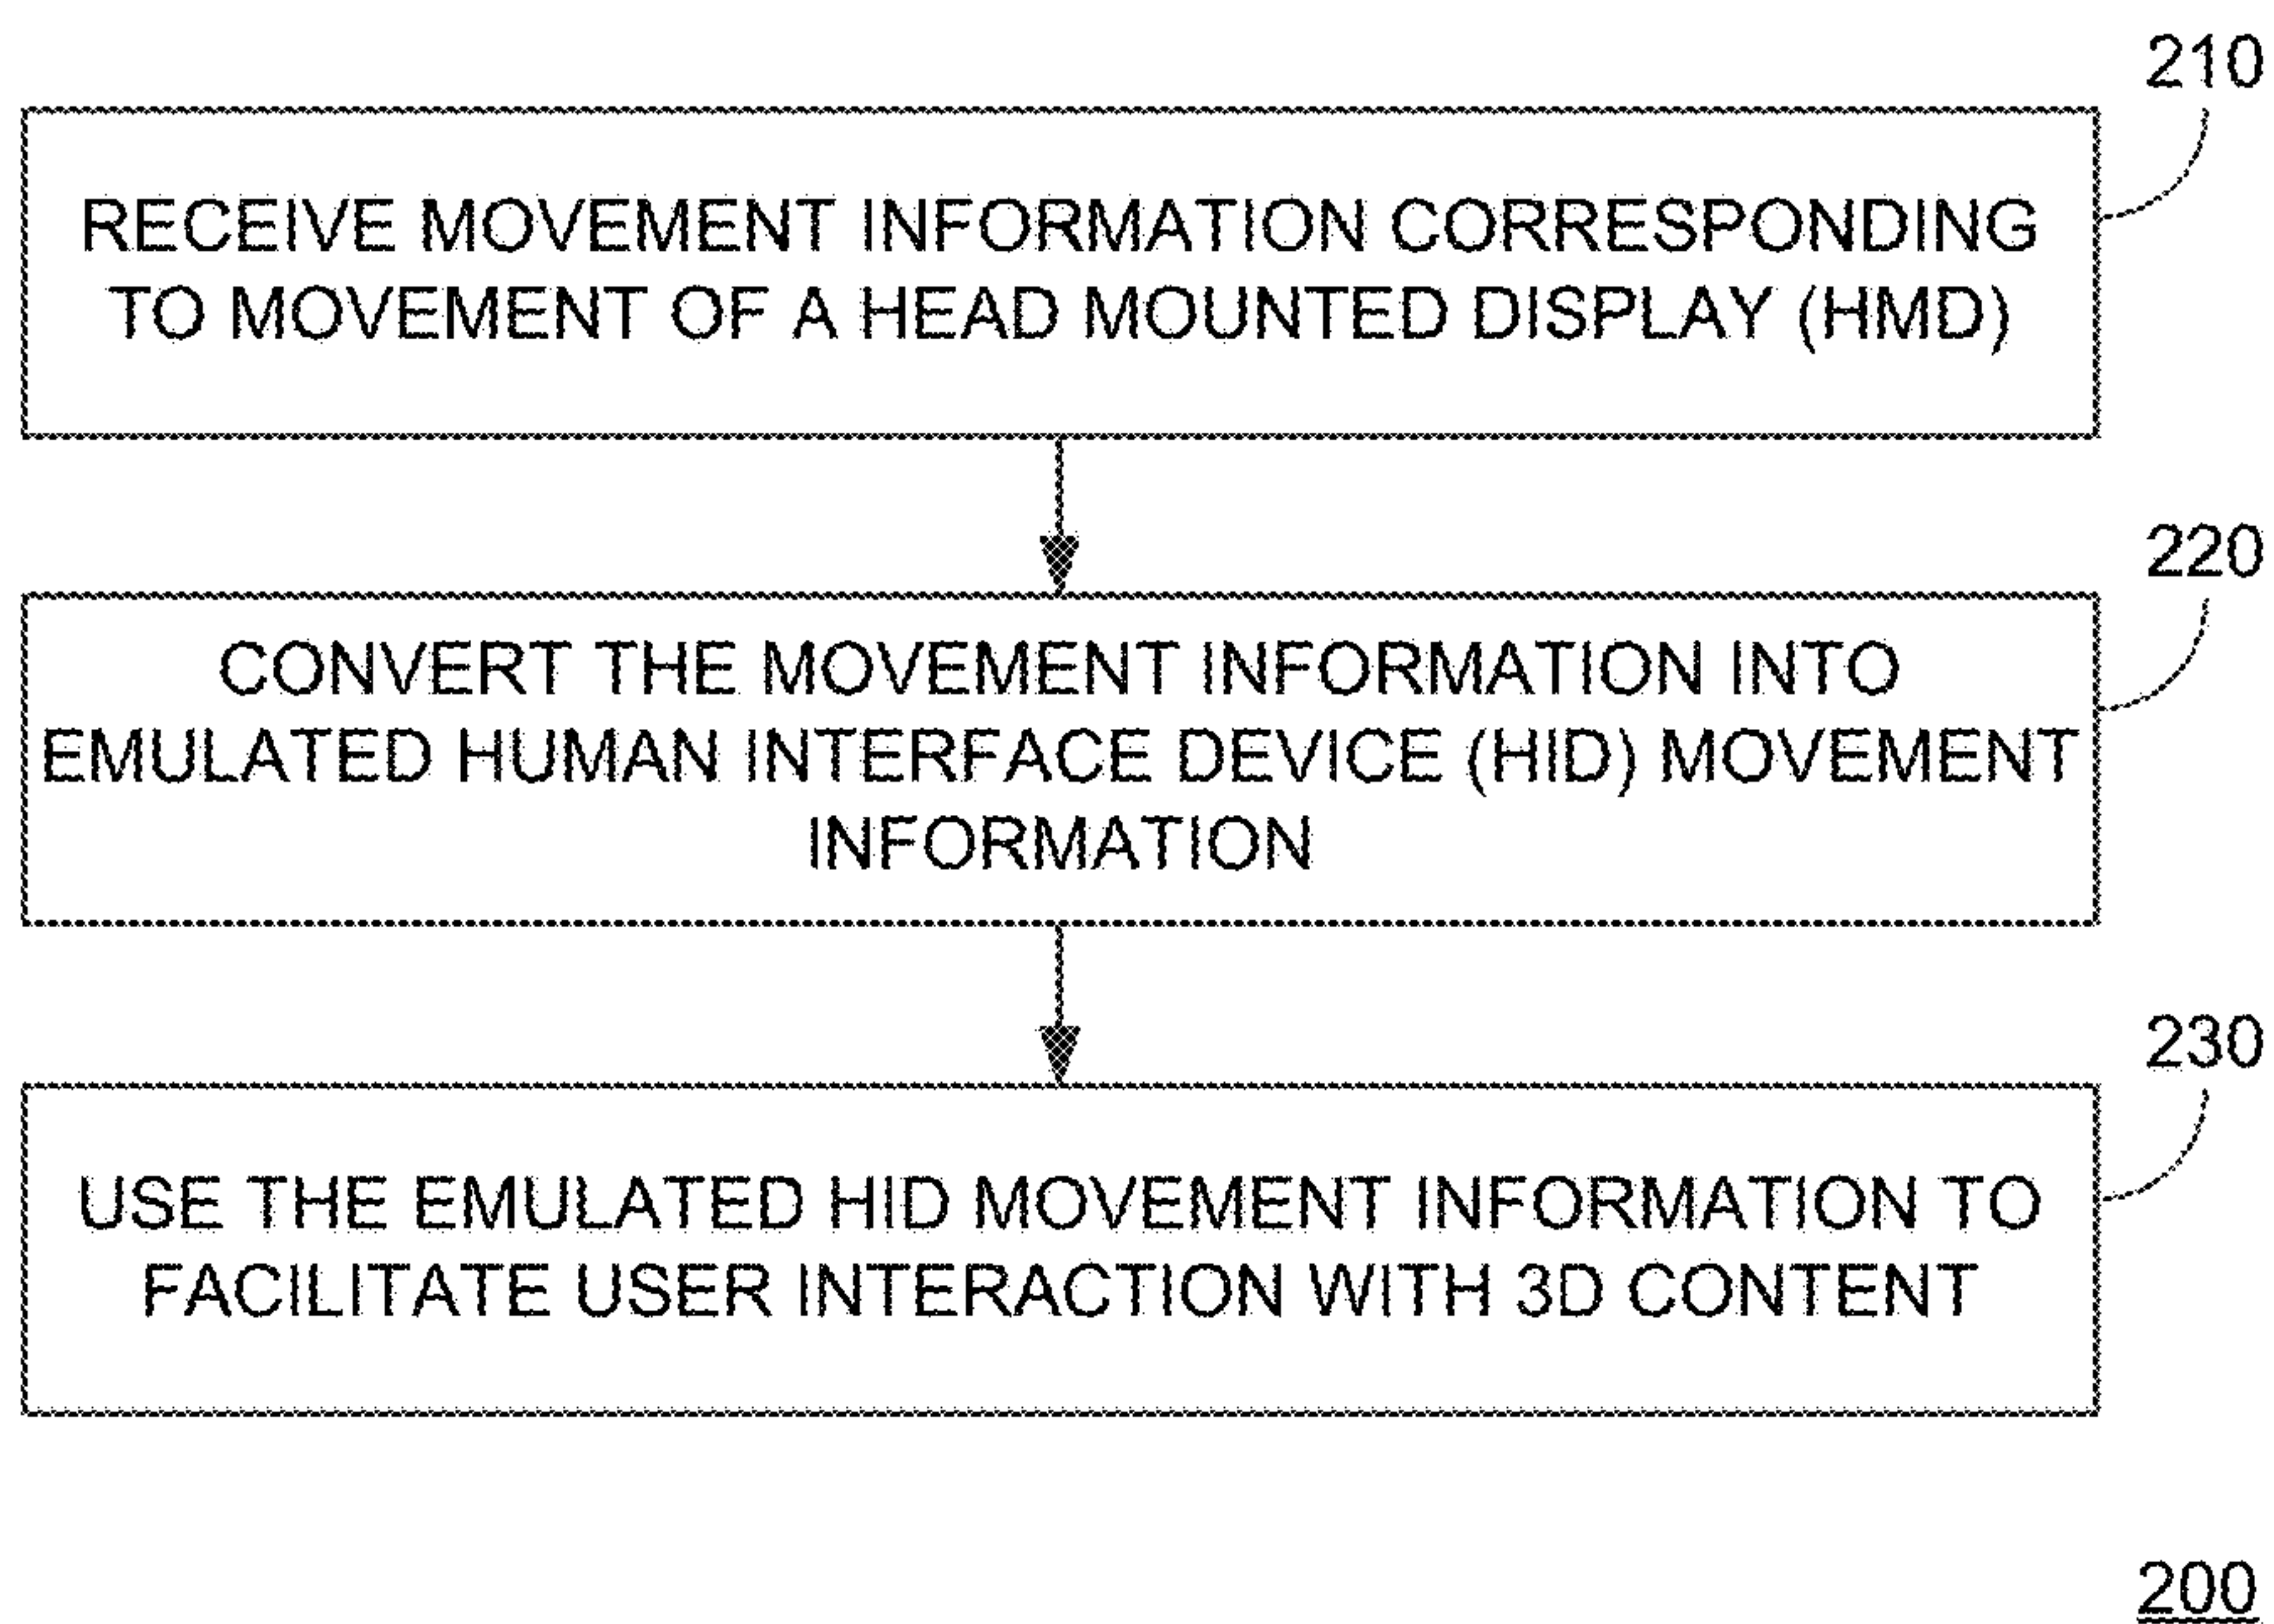 210
RECEIVE MOVEMENT INFORMATION CORRESPONDING
TO MOVEMENT OF A HEAD MOUNTED DISPLAY (HMD)
220
CONVERT THE MOVEMENT INFORMATION INTO
EMULATED HUMAN INTERFACE DEVICE (HID) MOVEMENT
INFORMATION
230
USE THE EMULATED HID MOVEMENT INFORMATION TO
FACILITATE USER INTERACTION WITH 3D CONTENT
200